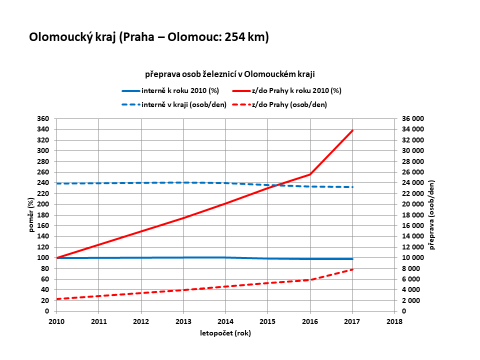 Olomoucký kraj (Praha – Olomouc: 254 km)
přeprava osob železnicí v Olomouckém kraji
interně k roku 2010 (%) z/do Prahy k roku 2010 (%)
interně v kraji (osob/den) z/do Prahy (osob/den)
360 36 000
340 34 000
320 32 000
300 30 000
280 28 000
260 26 000
240 24 000
220 22 000
200 20 000
180 18 000
160 16 000
140 14 000
120 12 000
100 10 000
80 8 000
60 6 000
40 4 000
20 2 000
0 0
poměr (%)
přeprava (osob/den)
2010 2011 2012 2013 2014 2015 2016 2017 2018
letopočet (rok)